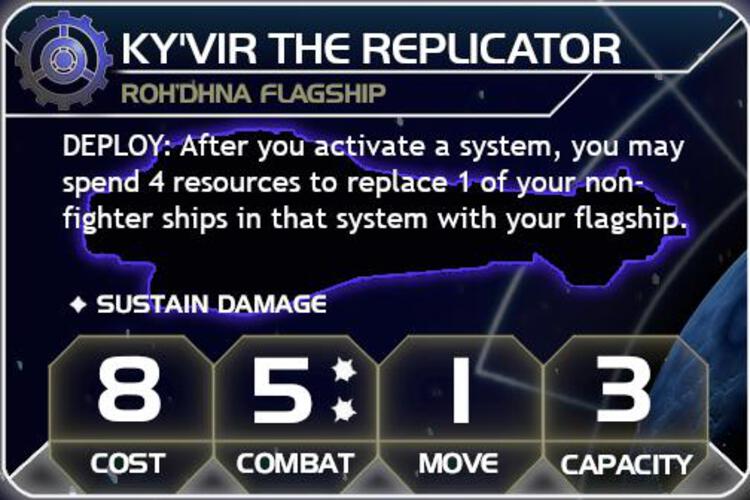 KY'VIR THE REPLICATOR
ROH'DHNA FLAGSHIP
DEPLOY: After you activate a system, you may
spend 4 resources to replace 1 of your non-
fighter ships in that system with your flagship.
◆ SUSTAIN DAMAGE
8 5 1 3
COST COMBAT MOVE CAPACITY